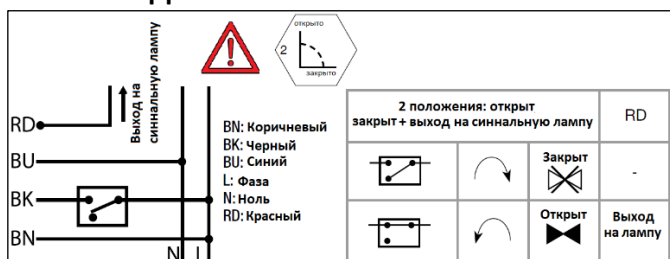 открыто
2
закрыто
Выход на
синнальную лампу
RD
BU
BK
BN
N L
BN: Коричневый
BK: Черный
BU: Синий
L: Фаза
N: Ноль
RD: Красный
2 положения: открыт
закрыт + выход на синнальную лампу
RD
Закрыт
-
Открыт
Выход
на лампу